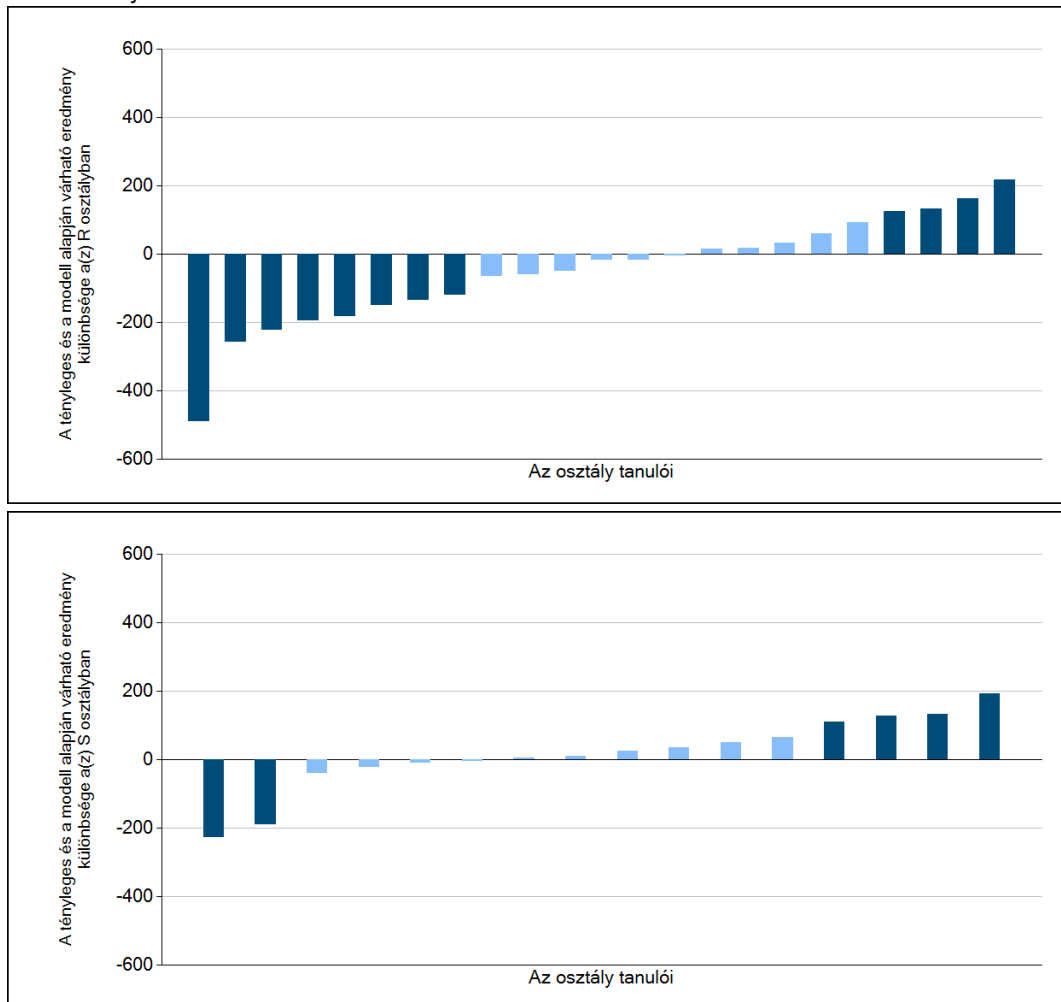 A tényleges és a modell alapján várható eredmény
különbsége a(z) R osztályban
600
400
200
0
-200
-400
-600
Az osztály tanulói
A tényleges és a modell alapján várható eredmény
különbsége a(z) S osztályban
600
400
200
0
-200
-400
-600
Az osztály tanulói